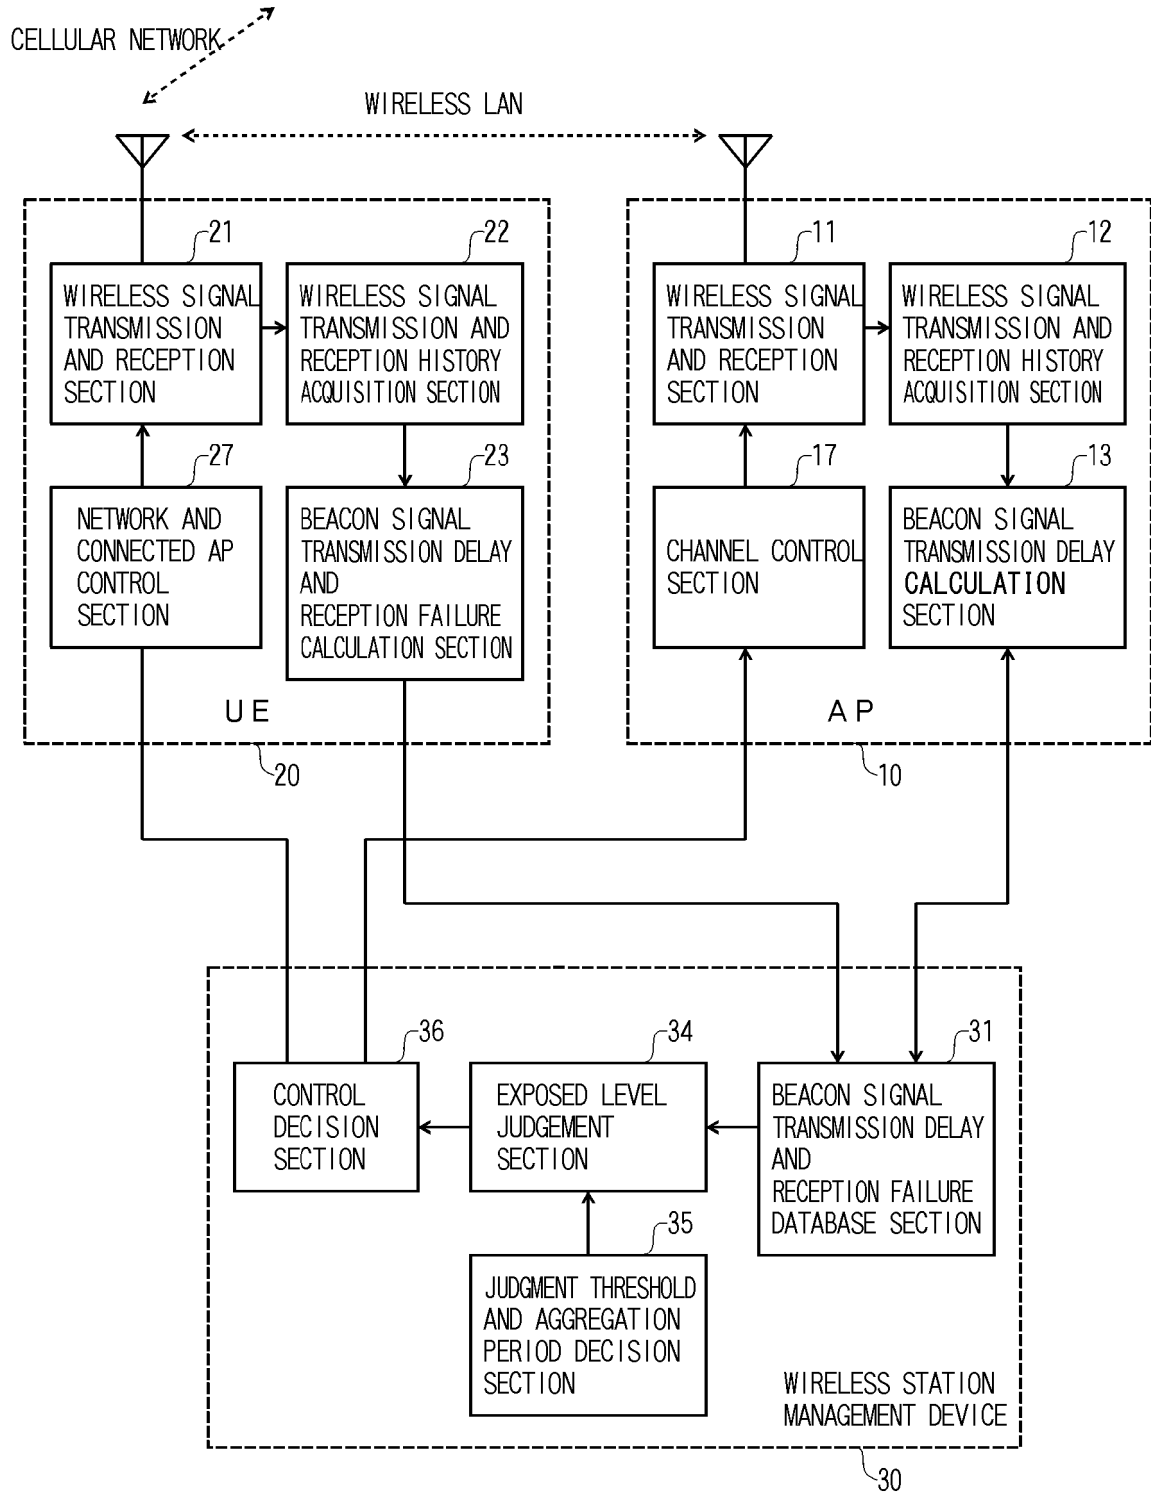 CELLULAR NETWORK
WIRELESS LAN
21
WIRELESS SIGNAL
TRANSMISSION
AND RECEPTION
SECTION
22
WIRELESS SIGNAL
TRANSMISSION AND
RECEPTION HISTORY
ACQUISITION SECTION
27
NETWORK AND
CONNECTED AP
CONTROL
SECTION
23
BEACON SIGNAL
TRANSMISSION DELAY
AND
RECEPTION FAILURE
CALCULATION SECTION
UE
20
11
WIRELESS SIGNAL
TRANSMISSION
AND RECEPTION
SECTION
12
WIRELESS SIGNAL
TRANSMISSION AND
RECEPTION HISTORY
ACQUISITION SECTION
17
CHANNEL CONTROL
SECTION
13
BEACON SIGNAL
TRANSMISSION DELAY
CALCULATION
SECTION
AP
10
36
CONTROL
DECISION
SECTION
34
EXPOSED LEVEL
JUDGEMENT
SECTION
31
BEACON SIGNAL
TRANSMISSION DELAY
AND
RECEPTION FAILURE
DATABASE SECTION
35
JUDGMENT THRESHOLD
AND AGGREGATION
PERIOD DECISION
SECTION
WIRELESS STATION
MANAGEMENT DEVICE
30